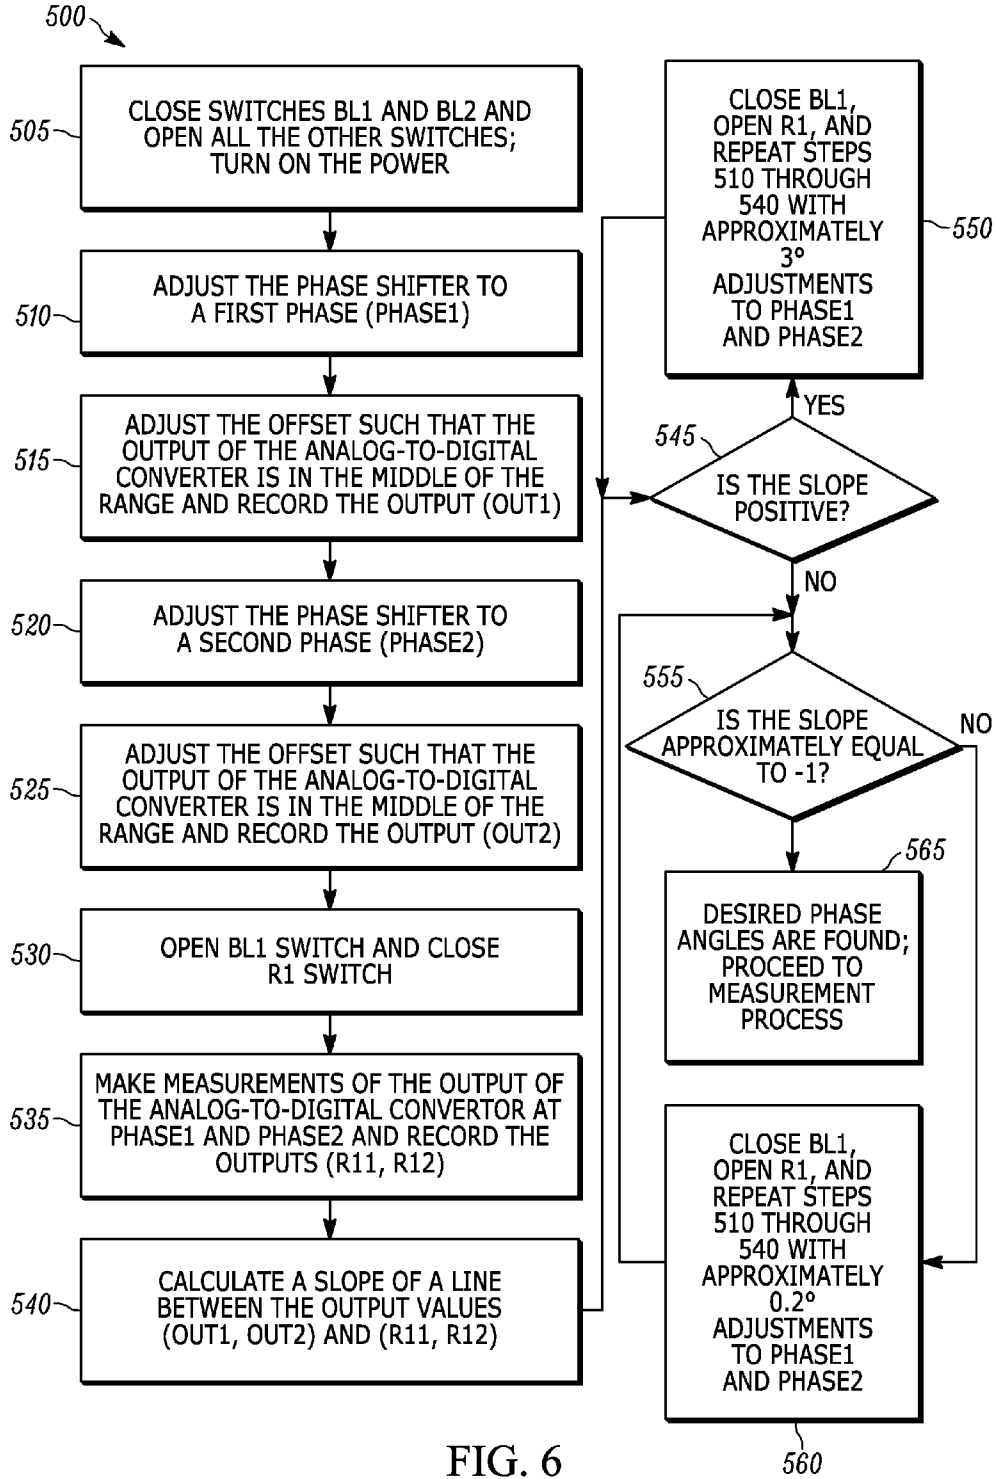 500
505
CLOSE SWITCHES BL1 AND BL2 AND
OPEN ALL THE OTHER SWITCHES;
TURN ON THE POWER
510
ADJUST THE PHASE SHIFTER TO
A FIRST PHASE (PHASE1)
515
ADJUST THE OFFSET SUCH THAT THE
OUTPUT OF THE ANALOG-TO-DIGITAL
CONVERTER IS IN THE MIDDLE OF THE
RANGE AND RECORD THE OUTPUT (OUT1)
520
ADJUST THE PHASE SHIFTER TO
A SECOND PHASE (PHASE2)
525
ADJUST THE OFFSET SUCH THAT THE
OUTPUT OF THE ANALOG-TO-DIGITAL
CONVERTER IS IN THE MIDDLE OF THE
RANGE AND RECORD THE OUTPUT (OUT2)
530
OPEN BL1 SWITCH AND CLOSE
R1 SWITCH
535
MAKE MEASUREMENTS OF THE OUTPUT OF
THE ANALOG-TO-DIGITAL CONVERTOR AT
PHASE1 AND PHASE2 AND RECORD THE
OUTPUTS (R11, R12)
540
CALCULATE A SLOPE OF A LINE
BETWEEN THE OUTPUT VALUES
(OUT1, OUT2) AND (R11, R12)
CLOSE BL1,
OPEN R1, AND
REPEAT STEPS
510 THROUGH
540 WITH
APPROXIMATELY
3°
ADJUSTMENTS
TO PHASE1
AND PHASE2
550
YES
545
IS THE SLOPE
POSITIVE?
NO
555
IS THE SLOPE
APPROXIMATELY EQUAL
TO -1?
NO
565
DESIRED PHASE
ANGLES ARE FOUND;
PROCEED TO
MEASUREMENT
PROCESS
CLOSE BL1,
OPEN R1, AND
REPEAT STEPS
510 THROUGH
540 WITH
APPROXIMATELY
0.2°
ADJUSTMENTS
TO PHASE1
AND PHASE2
560
FIG. 6